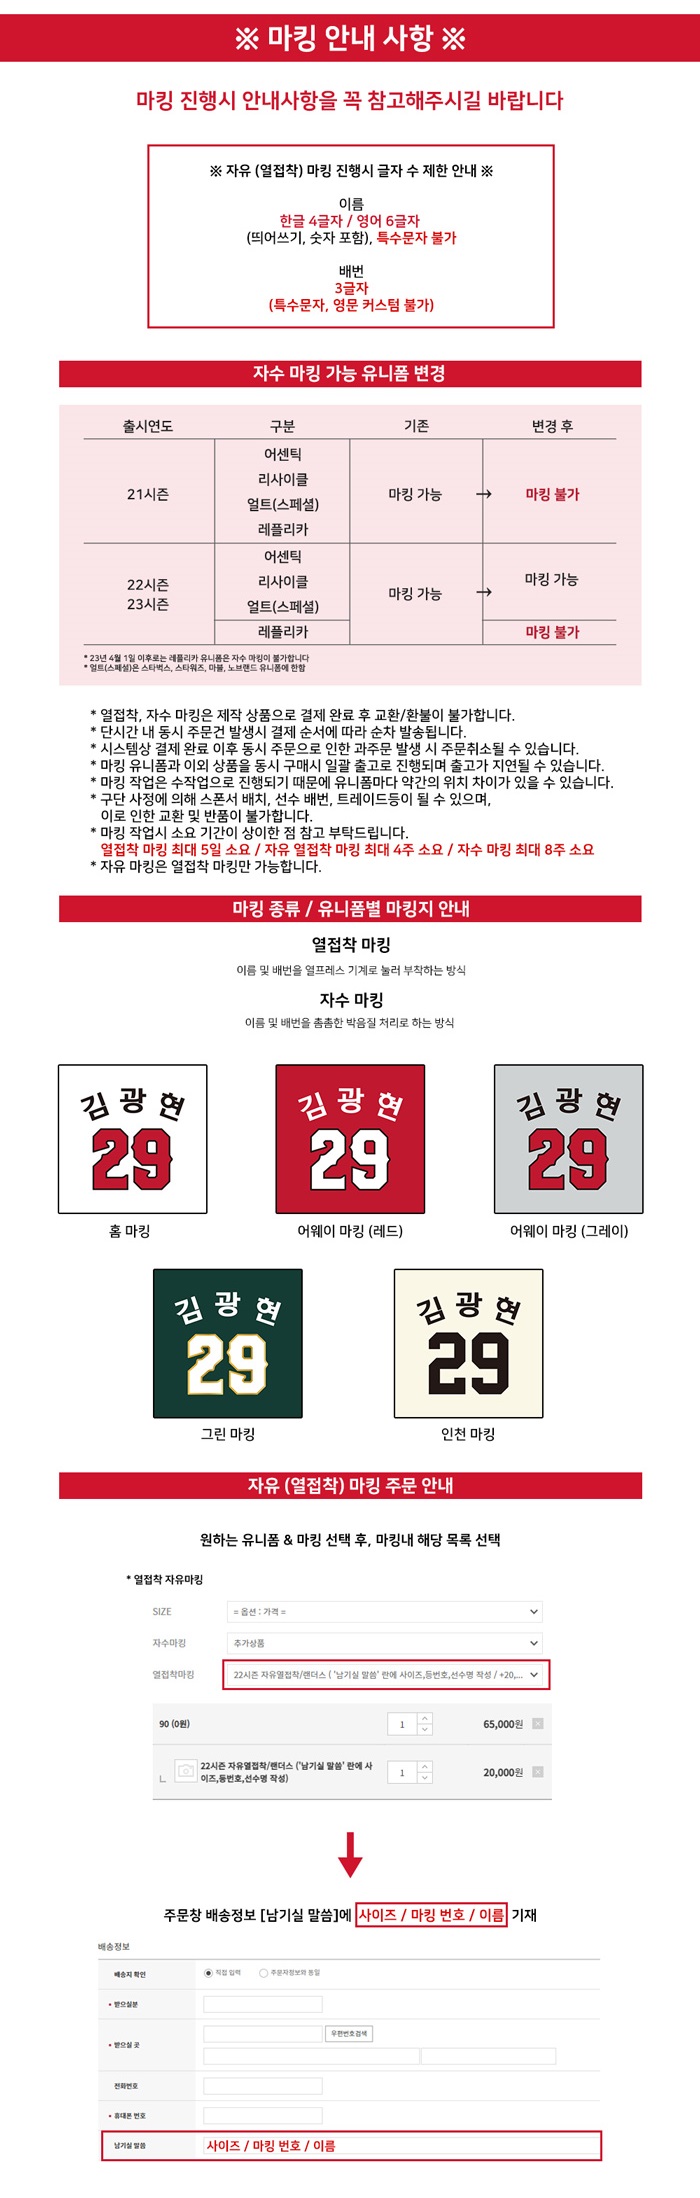 ※ 마킹 안내 사항 ※
마킹 진행시 안내사항을 꼭 참고해주시길 바랍니다
※ 자유 (열접착) 마킹 진행시 글자 수 제한 안내 ※
이름
한글 4글자 / 영어 6글자
(띄어쓰기, 숫자 포함), 특수문자 불가
배번
3글자
(특수문자, 영문 커스텀 불가)
자수 마킹 가능 유니폼 변경
출시연도 구분 기존 변경 후
21시즌
어센틱
리사이클
얼트(스페셜)
레플리카
마킹 가능 → 마킹 불가
22시즌
23시즌
어센틱
리사이클
얼트(스페셜)
레플리카
마킹 가능 →
마킹 가능
마킹 불가
* 23년 4월 1일 이후로는 레플리카 유니폼은 자수 마킹이 불가합니다
* 얼트(스페셜)은 스타벅스, 스타워즈, 마블, 노브랜드 유니폼에 한함
* 열접착, 자수 마킹은 제작 상품으로 결제 완료 후 교환/환불이 불가합니다.
* 단시간 내 동시 주문건 발생시 결제 순서에 따라 순차 발송됩니다.
* 시스템상 결제 완료 이후 동시 주문으로 인한 과주문 발생 시 주문취소될 수 있습니다.
* 마킹 유니폼과 이외 상품을 동시 구매시 일괄 출고로 진행되며 출고가 지연될 수 있습니다.
* 마킹 작업은 수작업으로 진행되기 때문에 유니폼마다 약간의 위치 차이가 있을 수 있습니다.
* 구단 사정에 의해 스폰서 배치, 선수 배번, 트레이드등이 될 수 있으며,
이로 인한 교환 및 반품이 불가합니다.
* 마킹 작업시 소요 기간이 상이한 점 참고 부탁드립니다.
열접착 마킹 최대 5일 소요 / 자유 열접착 마킹 최대 4주 소요 / 자수 마킹 최대 8주 소요
* 자유 마킹은 열접착 마킹만 가능합니다.
마킹 종류 / 유니폼별 마킹지 안내
열접착 마킹
이름 및 배번을 열프레스 기계로 눌러 부착하는 방식
자수 마킹
이름 및 배번을 촘촘한 박음질 처리로 하는 방식
김광현
29
홈 마킹
김광현
29
어웨이 마킹 (레드)
김광현
29
어웨이 마킹 (그레이)
김광현
29
그린 마킹
김광현
29
인천 마킹
자유 (열접착) 마킹 주문 안내
원하는 유니폼 & 마킹 선택 후, 마킹내 해당 목록 선택
* 열접착 자유마킹
SIZE = 옵션 : 가격 =
자수마킹 추가상품
열접착마킹 22시즌 자유열접착/랜더스 ( '남기실 말씀' 란에 사이즈,등번호,선수명 작성 / +20,...
90 (0원) 1 65,000원
22시즌 자유열접착/랜더스 ('남기실 말씀' 란에 사
이즈,등번호,선수명 작성)
1 20,000원
주문창 배송정보 [남기실 말씀]에 사이즈 / 마킹 번호 / 이름 기재
배송정보
배송지 확인 직접 입력 주문자정보와 동일
받으실분
받으실 곳 우편번호검색
전화번호
휴대폰 번호
남기실 말씀 사이즈 / 마킹 번호 / 이름